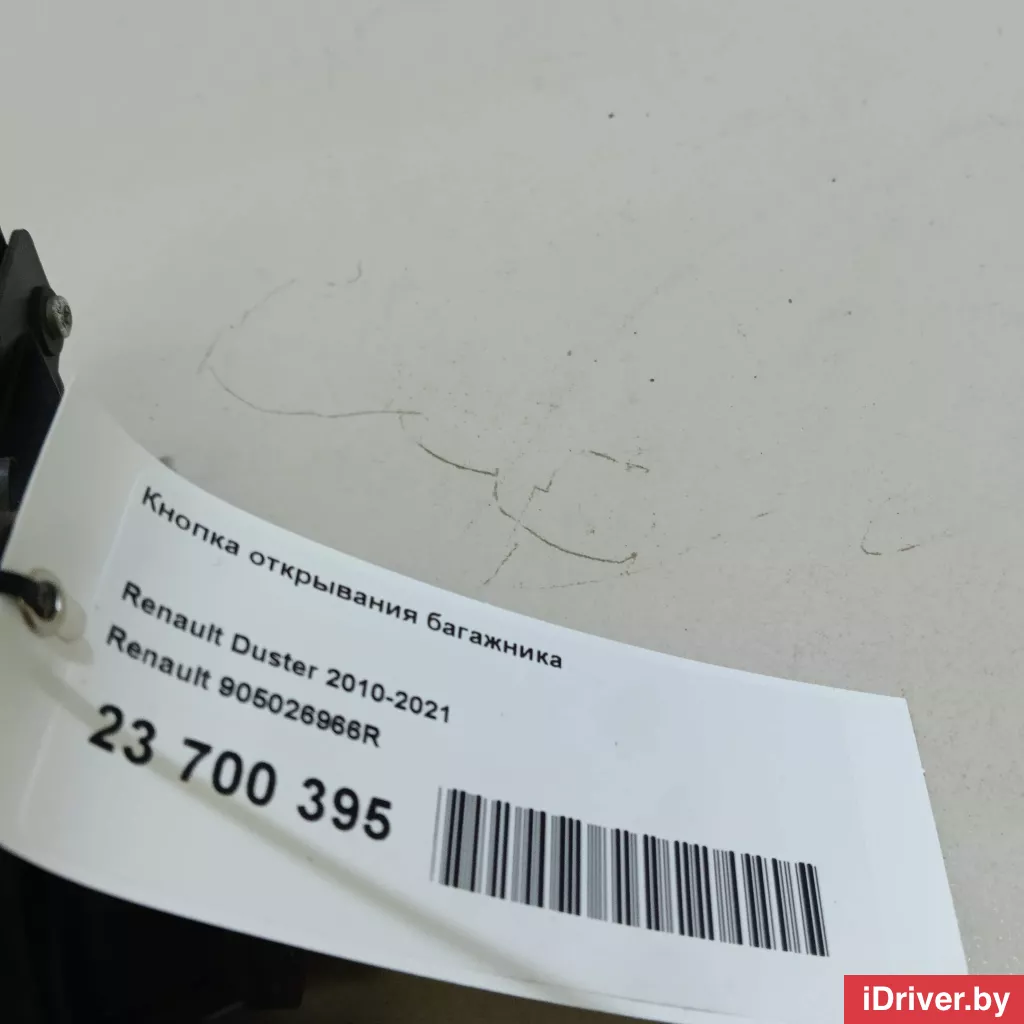 Кнопка открывания багажника
Renault Duster 2010-2021
Renault 905026966R
23 700 395
iDriver.by